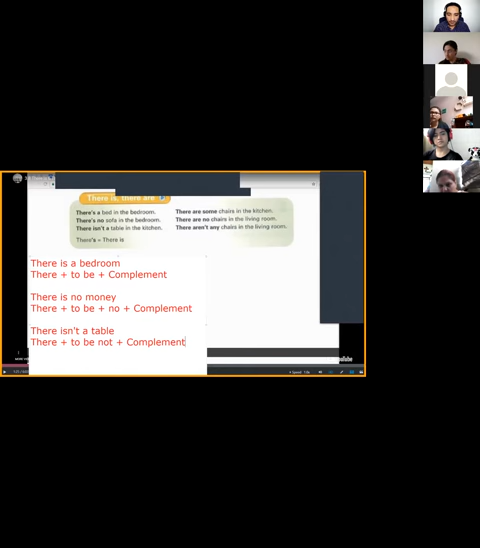 There is, there are
There's a bed in the bedroom.
There's no sofa in the bedroom.
There isn't a table in the kitchen.
There's = There is
There are some chairs in the kitchen.
There are no chairs in the living room.
There aren't any chairs in the living room.
There is a bedroom
There + to be + Complement
There is no money
There + to be + no + Complement
There isn't a table
There + to be not + Complement